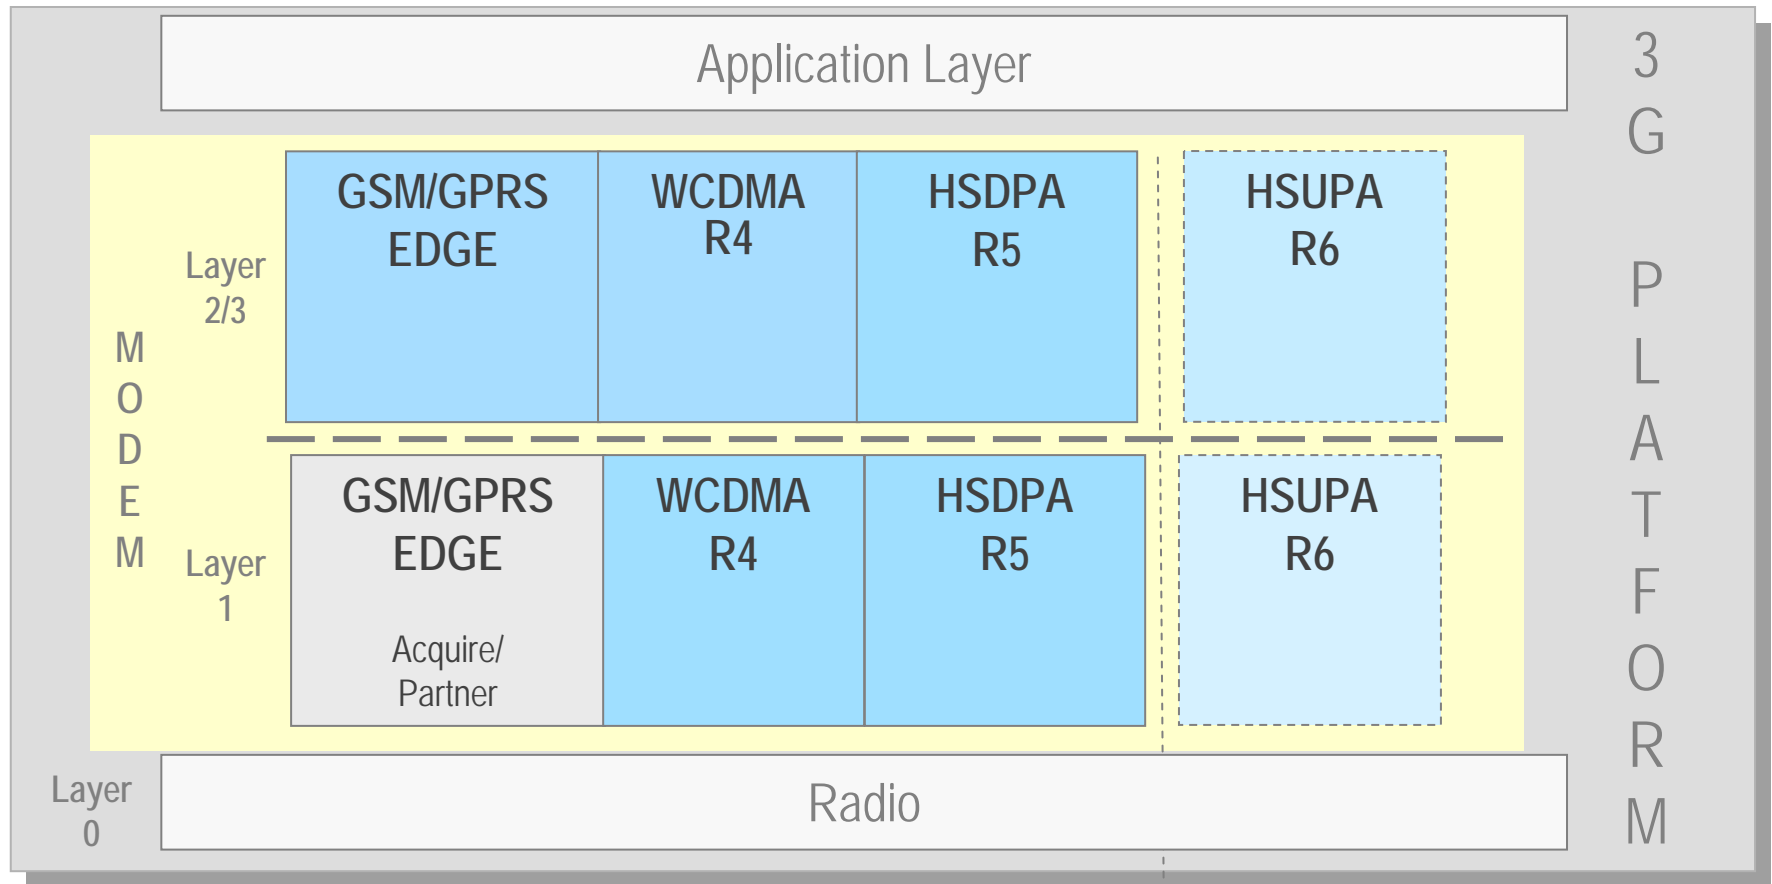 Application Layer
3
G
P
L
A
T
F
O
R
M
M
O
D
E
M
Layer
2/3
GSM/GPRS
EDGE
WCDMA
R4
HSDPA
R5
HSUPA
R6
Layer
1
GSM/GPRS
EDGE
Acquire/
Partner
WCDMA
R4
HSDPA
R5
HSUPA
R6
Layer
0
Radio